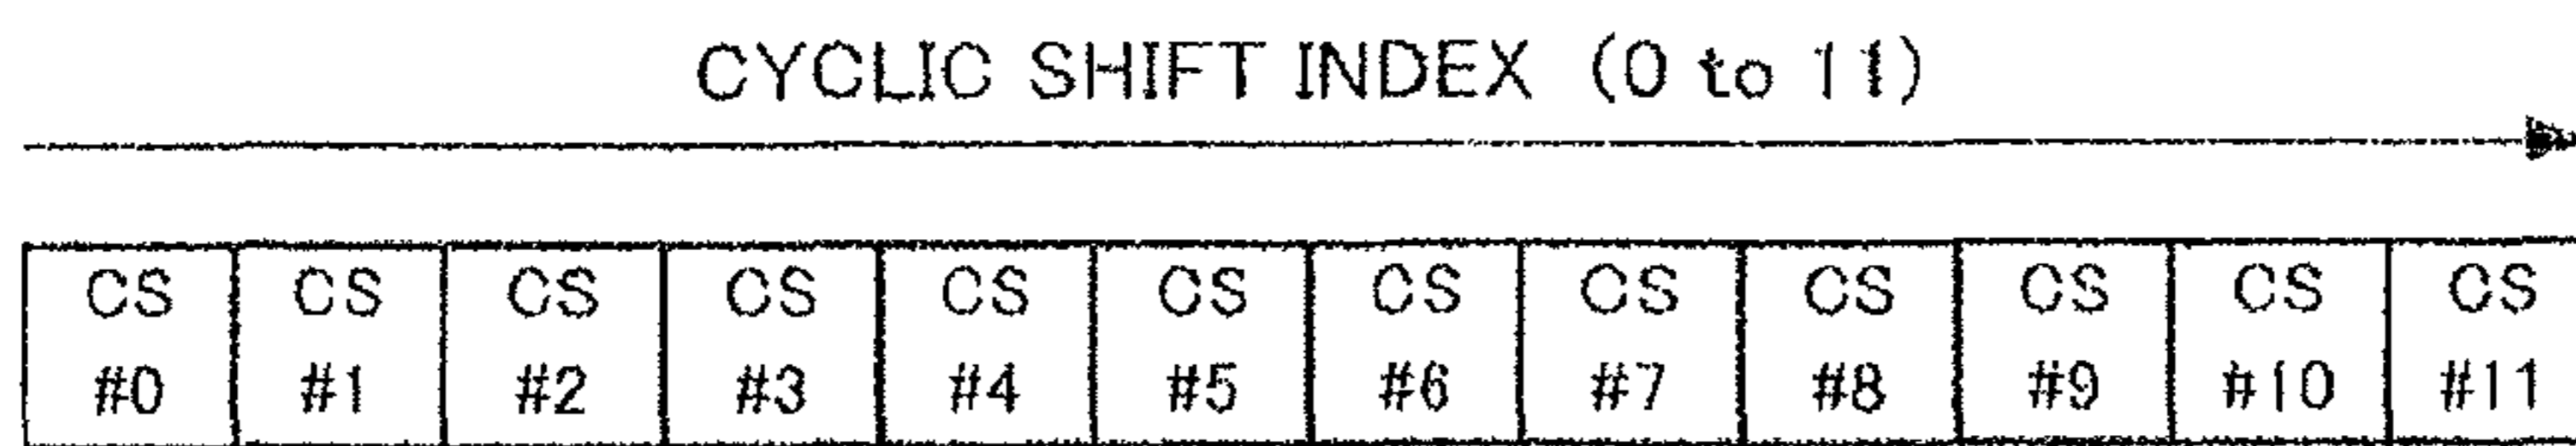 CYCLIC SHIFT INDEX (0 to 11)
CS CS CS CS CS CS CS CS CS CS CS CS
#0 #1 #2 #3 #4 #5 #6 #7 #8 #9 #10 #11